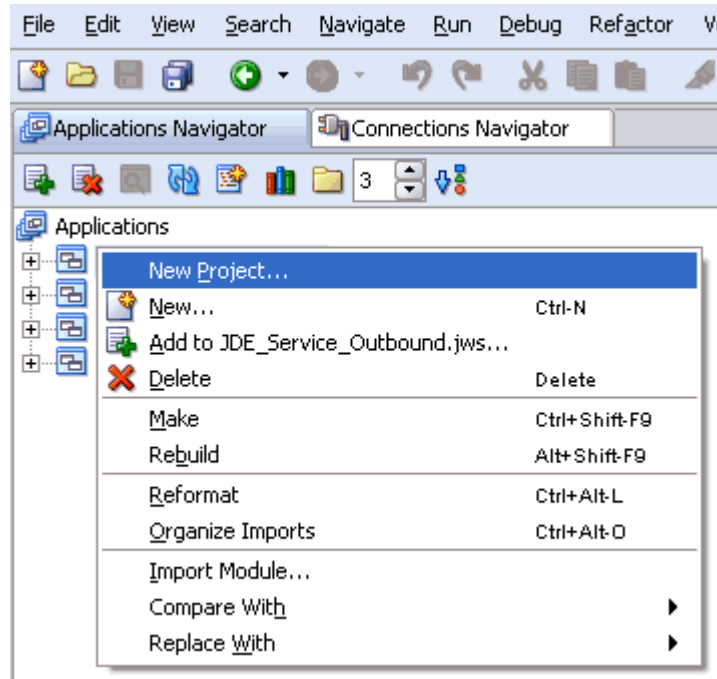 File Edit View Search Navigate Run Debug Refactor
Applications Navigator Connections Navigator
3
Applications
New Project...
New... Ctrl-N
Add to JDE_Service_Outbound.jws...
Delete Delete
Make Ctrl+Shift-F9
Rebuild Alt+Shift-F9
Reformat Ctrl+Alt-L
Organize Imports Ctrl+Alt-O
Import Module...
Compare With
Replace With